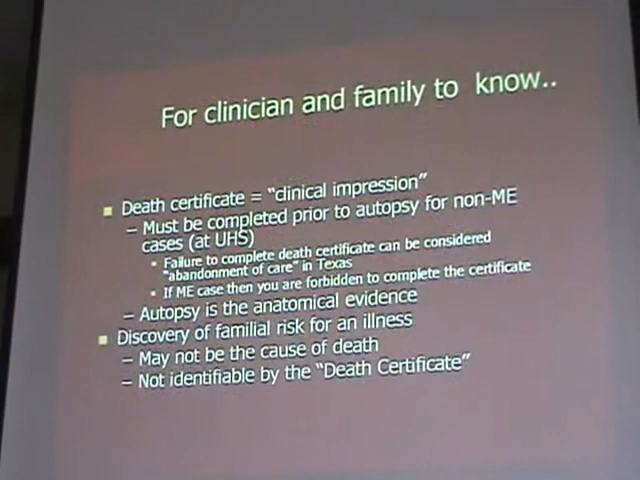 For clinician and family to know..
Death certificate = "clinical impression"
– Must be completed prior to autopsy for non-ME
cases (at UHS)
• Failure to complete death certificate can be considered
"abandonment of care" in Texas
• If ME case then you are forbidden to complete the certificate
– Autopsy is the anatomical evidence
Discovery of familial risk for an illness
– May not be the cause of death
– Not identifiable by the "Death Certificate"